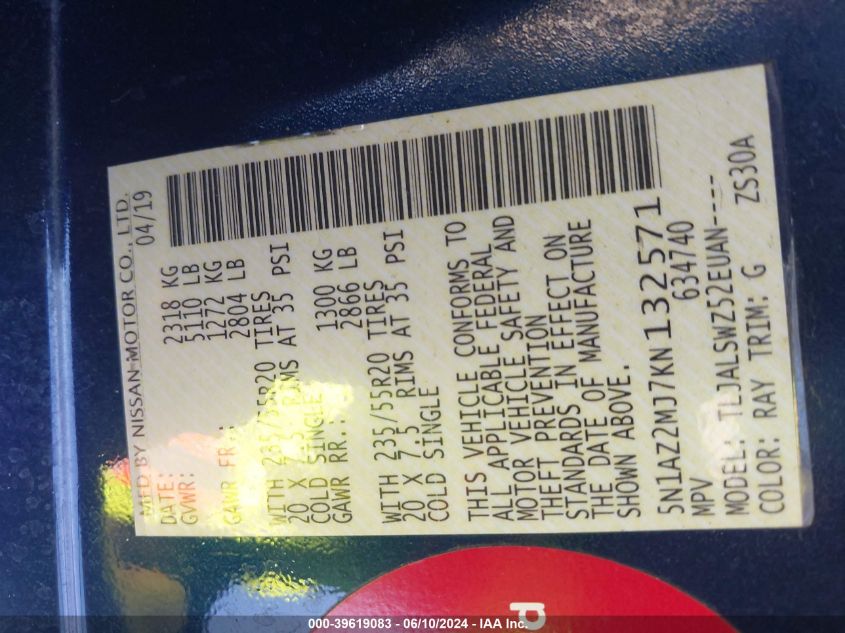 MFD BY NISSAN MOTOR CO., LTD.
DATE: 04/19
GVWR: 2318 KG
5110 LB
GAWR FR.: 1272 KG
2804 LB
WITH 235/55R20 TIRES
20 X 7.5 RIMS AT 35 PSI
COLD SINGLE
GAWR RR.: 1300 KG
2866 LB
WITH 235/55R20 TIRES
20 X 7.5 RIMS AT 35 PSI
COLD SINGLE
THIS VEHICLE CONFORMS TO
ALL APPLICABLE FEDERAL
MOTOR VEHICLE SAFETY AND
THEFT PREVENTION
STANDARDS IN EFFECT ON
THE DATE OF MANUFACTURE
SHOWN ABOVE.
5N1AZ2MJ7KN132571
MPV 634740
MODEL: TLJALSWZ52EUAN----
COLOR: RAY TRIM: G ZS30A
P
000-39619083 - 06/10/2024 - IAA Inc.